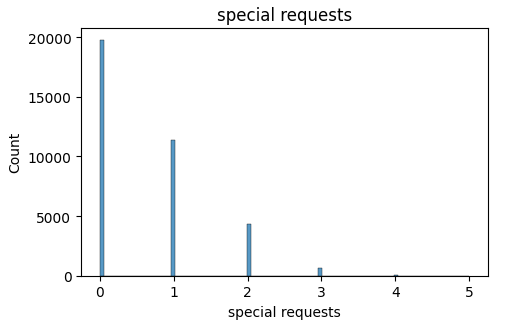 special requests
20000
15000
10000
5000
0
Count
0 1 2 3 4 5
special requests